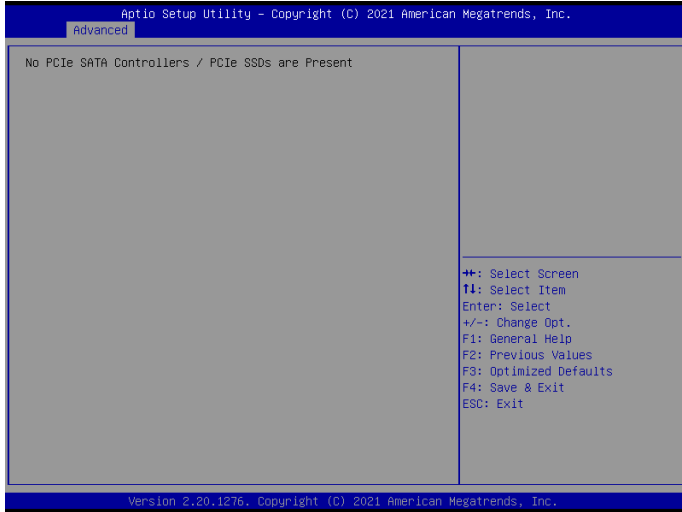 Aptio Setup Utility – Copyright (C) 2021 American Megatrends, Inc.
Advanced
No PCIe SATA Controllers / PCIe SSDs are Present
→←: Select Screen
↑↓: Select Item
Enter: Select
+/-: Change Opt.
F1: General Help
F2: Previous Values
F3: Optimized Defaults
F4: Save & Exit
ESC: Exit
Version 2.20.1276. Copyright (C) 2021 American Megatrends, Inc.